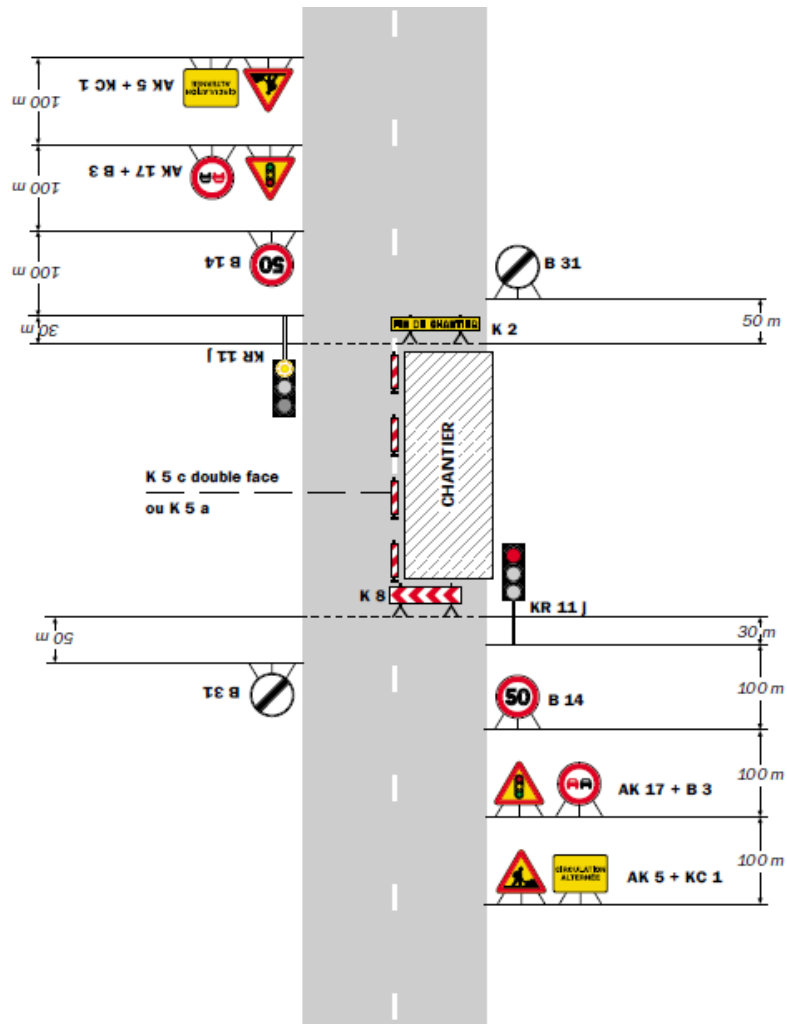 AK 5 + KC 1
CIRCULATION
ALTERNÉE
100 m
AK 17 + B 3
100 m
B 14
50
100 m
B 31
50 m
30 m
FIN DE CHANTIER
K 2
KR 11 j
CHANTIER
K 5 c double face
ou K 5 a
K 8
KR 11 j
50 m
30 m
B 31
50
B 14
100 m
AK 17 + B 3
100 m
CIRCULATION
ALTERNÉE
AK 5 + KC 1
100 m